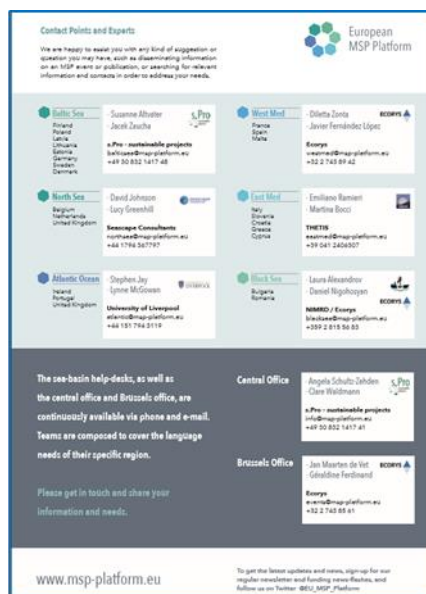 Contact Points and Experts
We are happy to assist you with any kind of suggestion or
question you may have, such as disseminating information
on an MSP event or publication, or searching for relevant
information and contacts in order to address your needs.
European
MSP Platform
Baltic Sea
Finland
Poland
Latvia
Lithuania
Estonia
Germany
Sweden
Denmark
· Susanne Altvater
· Jacek Zaucha
s.Pro
s.Pro - sustainable projects
balticsea@msp-platform.eu
+49 30 832 1417 48
West Med
France
Spain
Malta
· Diletta Zonta
· Javier Fernández López
ECORYS
Ecorys
westmed@msp-platform.eu
+32 2 743 89 42
North Sea
Belgium
Netherlands
United Kingdom
· David Johnson
· Lucy Greenhill
Seascape Consultants
northsea@msp-platform.eu
+44 1794 367797
East Med
Italy
Slovenia
Croatia
Greece
Cyprus
· Emiliano Ramieri
· Martina Bocci
THETIS
eastmed@msp-platform.eu
+39 041 2406507
Atlantic Ocean
Ireland
Portugal
United Kingdom
· Stephen Jay
· Lynne McGowan
LIVERPOOL
University of Liverpool
atlantic@msp-platform.eu
+44 151 794 3119
Black Sea
Bulgaria
Romania
· Laura Alexandrov
· Daniel Nigohosyan
ECORYS
NIMRD / Ecorys
blacksea@msp-platform.eu
+359 2 815 56 83
The sea-basin help-desks, as well as
the central office and Brussels office, are
continuously available via phone and e-mail.
Teams are composed to cover the language
needs of their specific region.
Please get in touch and share your
information and needs.
Central Office
· Angela Schultz-Zehden
· Clare Waldmann
s.Pro
s.Pro - sustainable projects
info@msp-platform.eu
+49 30 832 1417 41
Brussels Office
· Jan Maarten de Vet
· Géraldine Ferdinand
ECORYS
Ecorys
events@msp-platform.eu
+32 2 743 88 61
www.msp-platform.eu
To get the latest updates and news, sign-up for our
regular newsletter and funding news-flashes, and
follow us on Twitter @EU_MSP_Platform